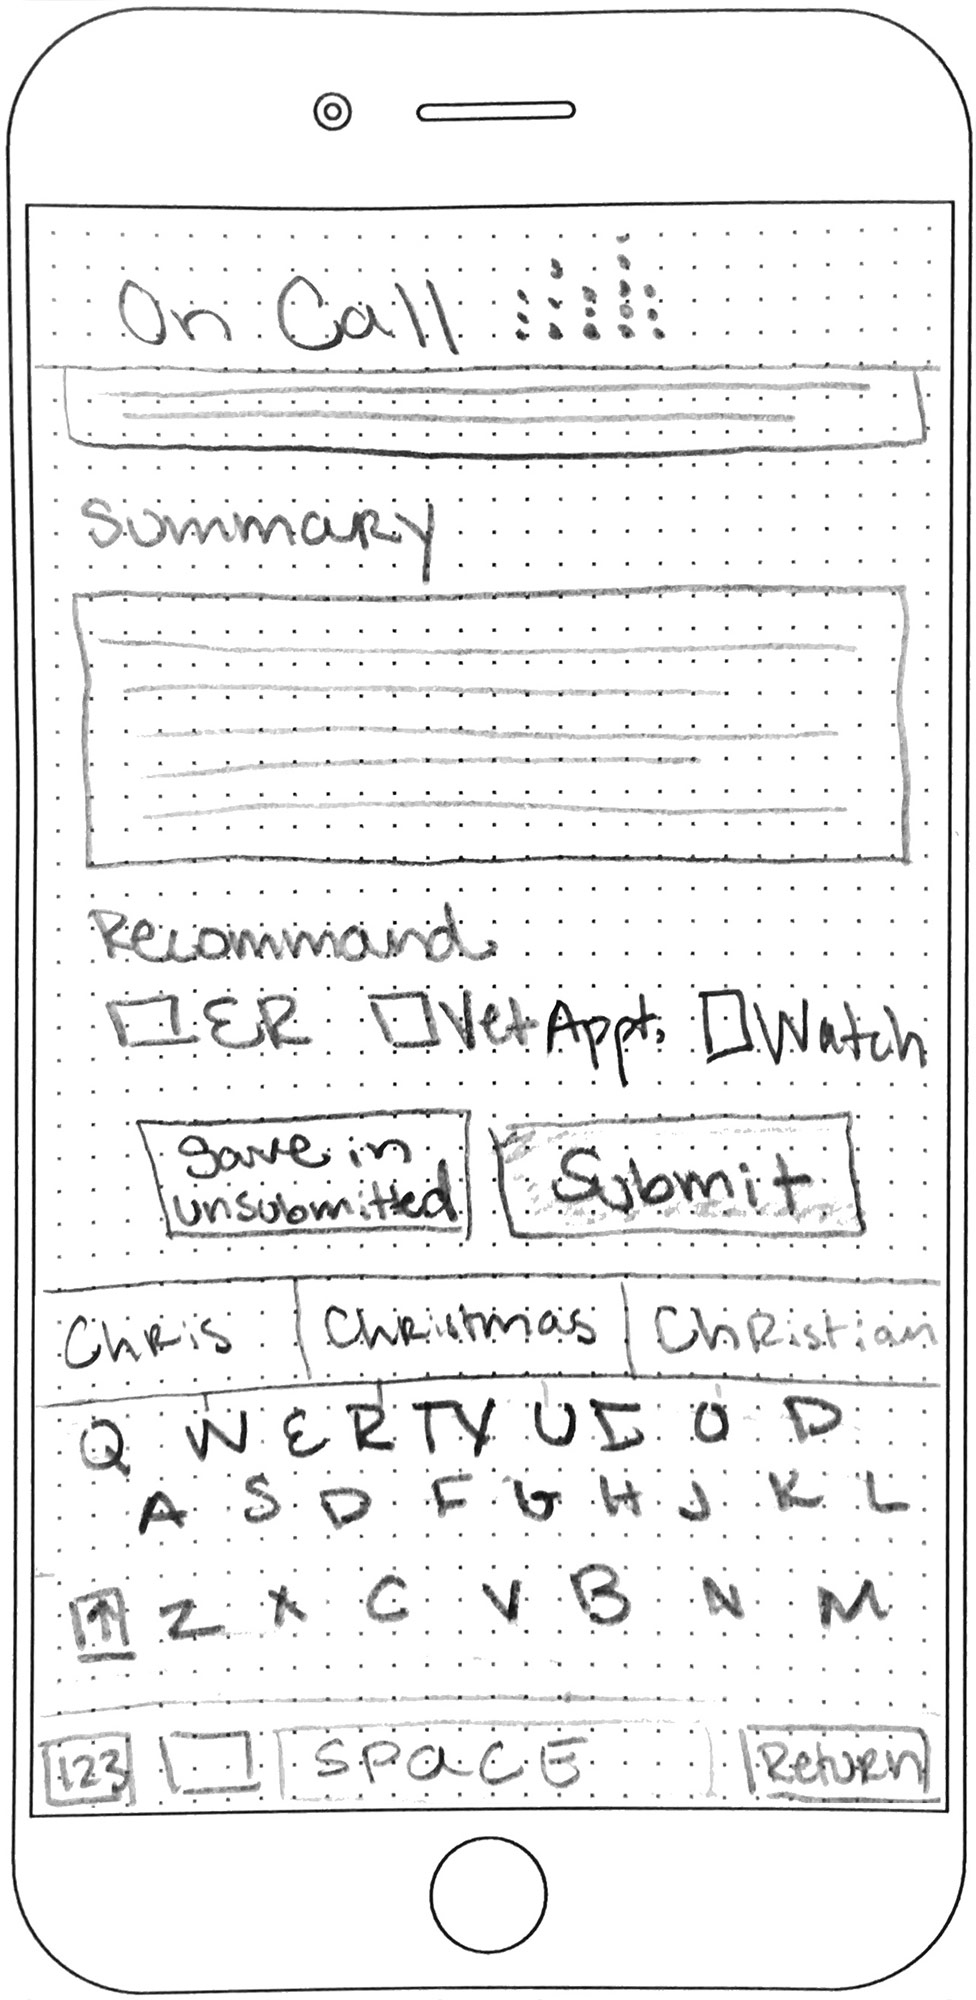 On Call
Summary
Recommand
ER Vet Appt. Watch
Save in
unsubmitted
Submit
Chris Christmas Christian
Q W E R T Y U I O D
A S D F G H J K L
Z X C V B N M
123 SPACE Return